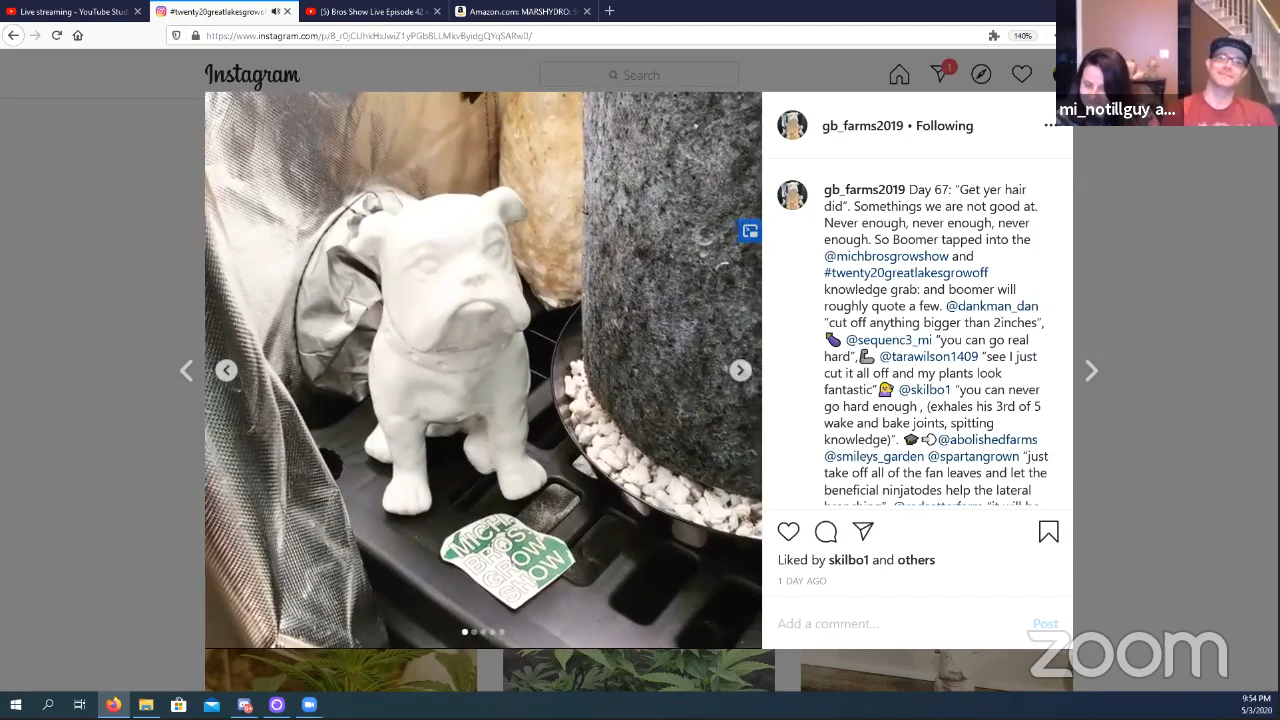 Live streaming - YouTube Studi
#twenty20greatlakesgrow
(5) Bros Show Live Episode 42
Amazon.com: MARSHYDRO:
https://www.instagram.com/p/B_r0jCUhkHxJwiZ1yPGb8LLMkvByidgQYqSARw0/
140%
Instagram
Search
1
mi_notillguy a...
gb_farms2019 • Following
gb_farms2019 Day 67: "Get yer hair
did". Somethings we are not good at.
Never enough, never enough, never
enough. So Boomer tapped into the
@michbrosgrowshow and
#twenty20greatlakesgrowoff
knowledge grab: and boomer will
roughly quote a few. @dankman_dan
"cut off anything bigger than 2inches",
@sequenc3_mi "you can go real
hard", @tarawilson1409 "see I just
cut it all off and my plants look
fantastic" @skilbo1 "you can never
go hard enough , (exhales his 3rd of 5
wake and bake joints, spitting
knowledge)". @abolishedfarms
@smileys_garden @spartangrown "just
take off all of the fan leaves and let the
beneficial ninjatodes help the lateral
Liked by skilbo1 and others
1 DAY AGO
Add a comment...
Post
zoom
9:54 PM
5/3/2020